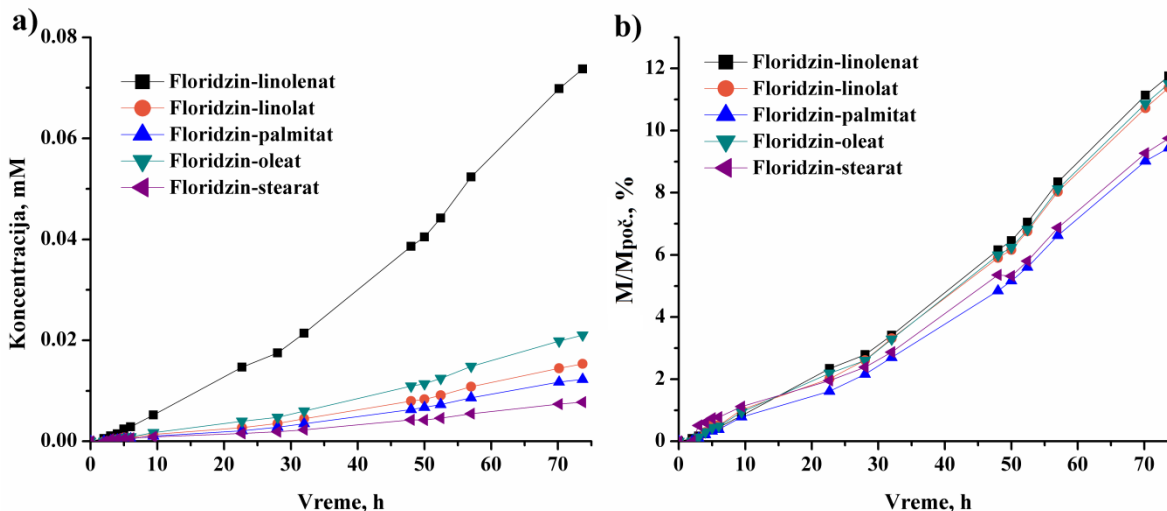 a)
0.08
0.06
0.04
0.02
0.00
Koncentracija, mM
Floridzin-linolenat
Floridzin-linolat
Floridzin-palmitat
Floridzin-oleat
Floridzin-stearat
0 10 20 30 40 50 60 70
Vreme, h
b)
12
10
8
6
4
2
0
M/Mpoč., %
Floridzin-linolenat
Floridzin-linolat
Floridzin-palmitat
Floridzin-oleat
Floridzin-stearat
0 10 20 30 40 50 60 70
Vreme, h